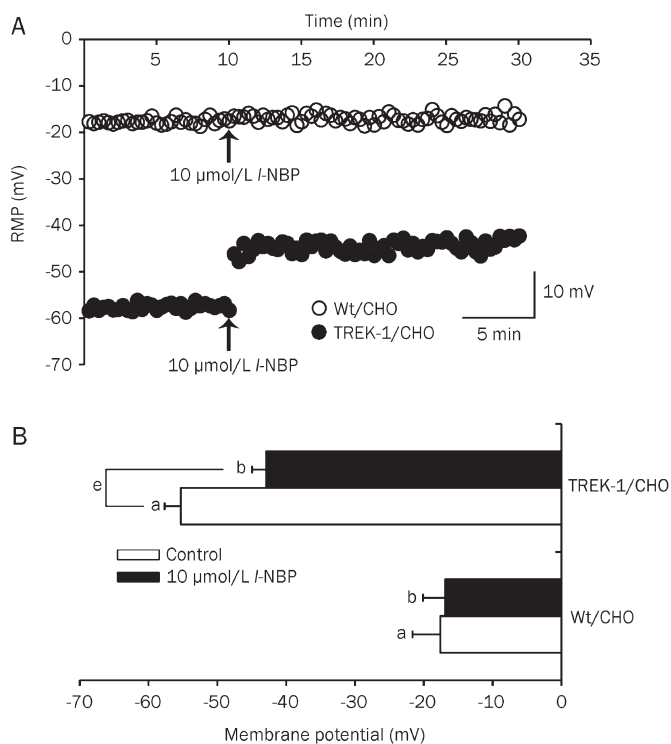 A
Time (min)
0
5 10 15 20 25 30 35
-10
-20
10 µmol/L l-NBP
-30
RMP (mV)
-40
-50
10 mV
Wt/CHO
-60
TREK-1/CHO
5 min
10 µmol/L l-NBP
-70
B
b
TREK-1/CHO
e
a
Control
10 µmol/L l-NBP
b
Wt/CHO
a
-70 -60 -50 -40 -30 -20 -10 0
Membrane potential (mV)